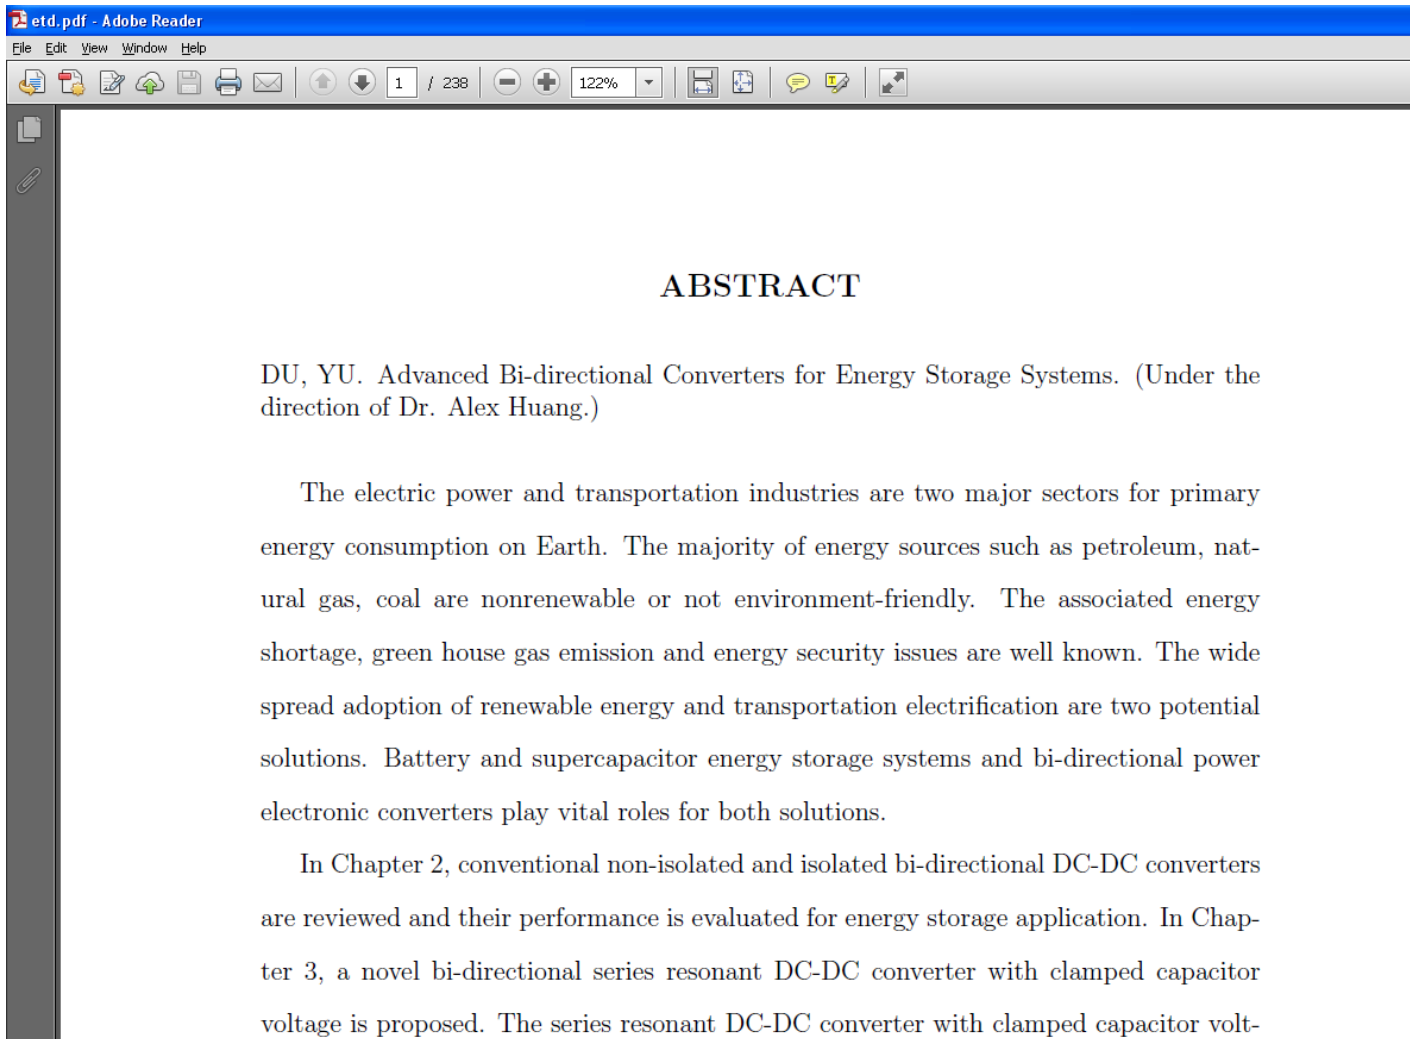 etd.pdf - Adobe Reader
File Edit View Window Help
1 / 238 122%
ABSTRACT
DU, YU. Advanced Bi-directional Converters for Energy Storage Systems. (Under the
direction of Dr. Alex Huang.)
The electric power and transportation industries are two major sectors for primary
energy consumption on Earth. The majority of energy sources such as petroleum, nat-
ural gas, coal are nonrenewable or not environment-friendly. The associated energy
shortage, green house gas emission and energy security issues are well known. The wide
spread adoption of renewable energy and transportation electrification are two potential
solutions. Battery and supercapacitor energy storage systems and bi-directional power
electronic converters play vital roles for both solutions.
In Chapter 2, conventional non-isolated and isolated bi-directional DC-DC converters
are reviewed and their performance is evaluated for energy storage application. In Chap-
ter 3, a novel bi-directional series resonant DC-DC converter with clamped capacitor
voltage is proposed. The series resonant DC-DC converter with clamped capacitor volt-